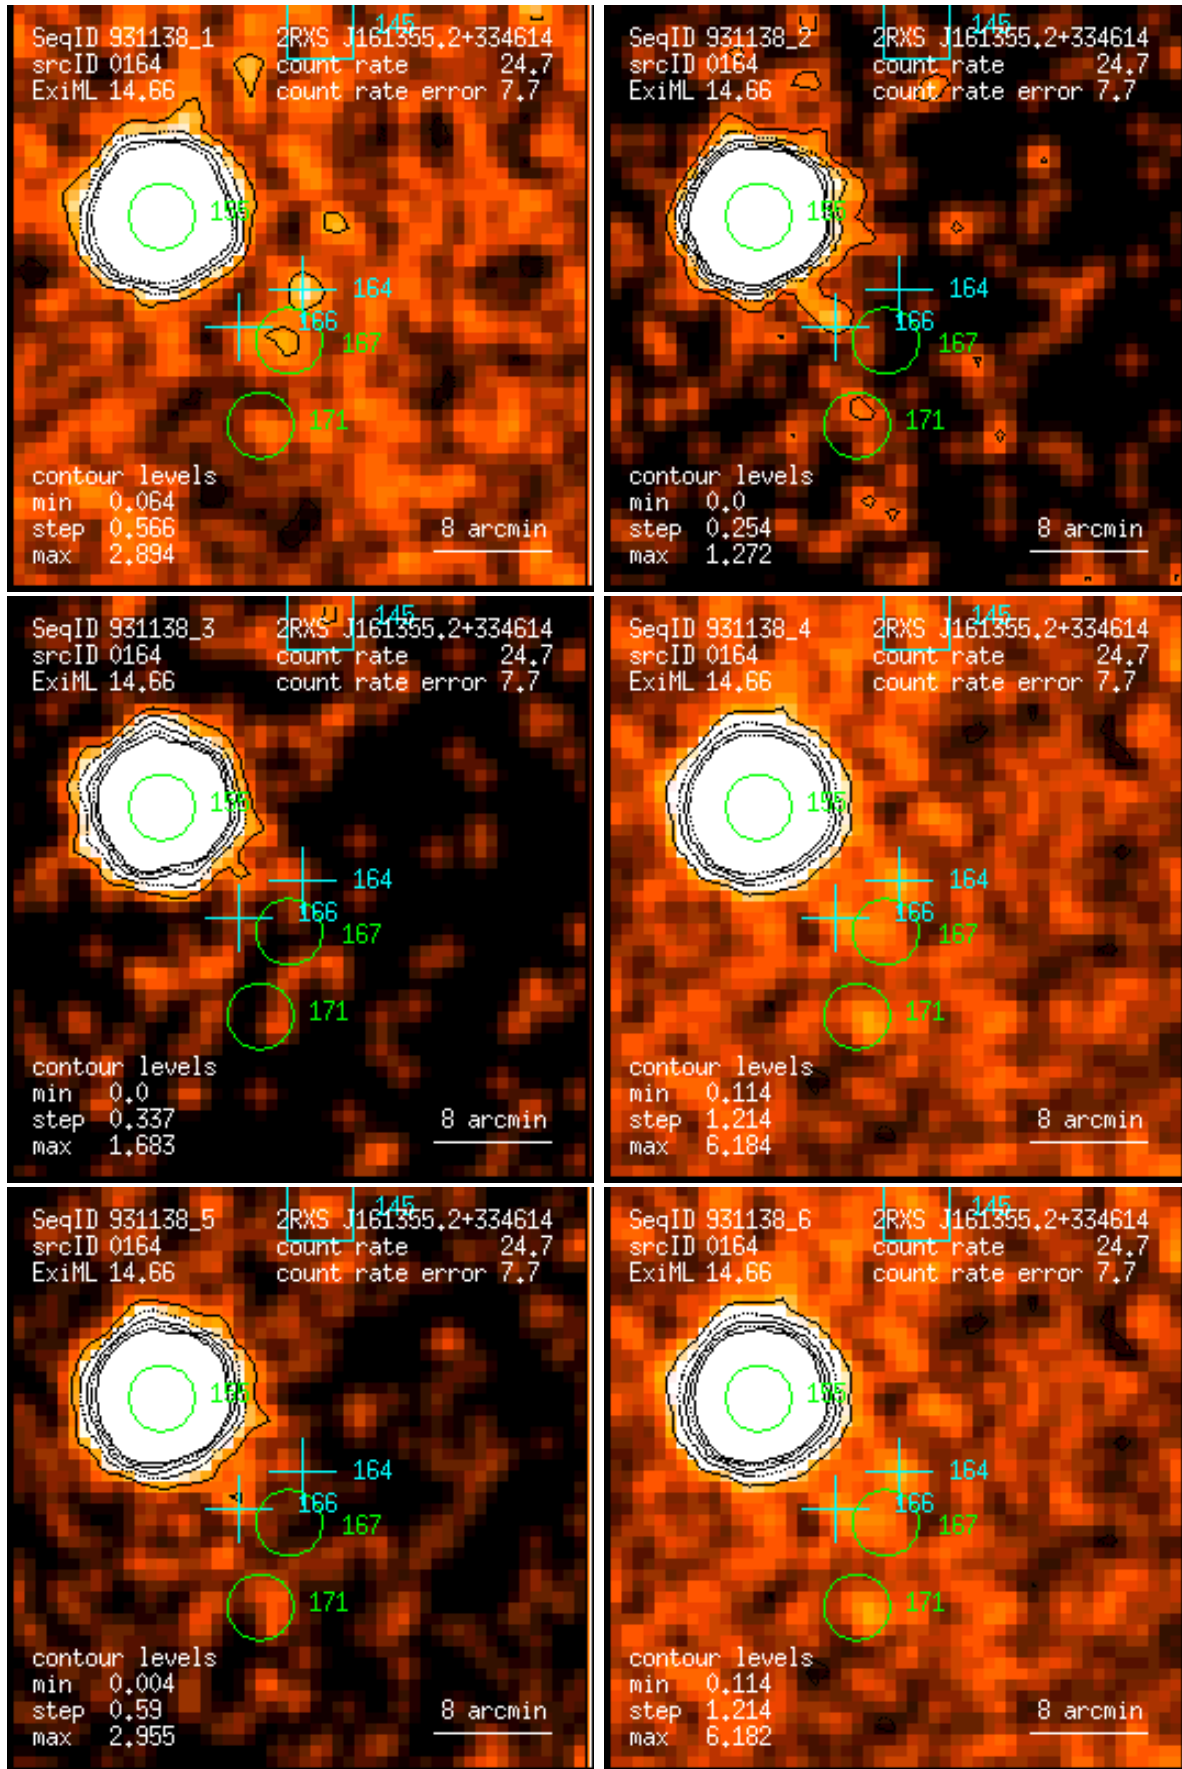 145
SeqID 931138_1 2RXS J161355.2+334614
srcID 0164 count rate 24.7
ExiML 14.66 count rate error 7.7
155
164
166
167
171
contour levels
min 0.064
step 0.566 8 arcmin
max 2.894
145
SeqID 931138_2 2RXS J161355.2+334614
srcID 0164 count rate 24.7
ExiML 14.66 count rate error 7.7
155
164
166
167
171
contour levels
min 0.0
step 0.254 8 arcmin
max 1.272
145
SeqID 931138_3 2RXS J161355.2+334614
srcID 0164 count rate 24.7
ExiML 14.66 count rate error 7.7
155
164
166
167
171
contour levels
min 0.0
step 0.337 8 arcmin
max 1.683
145
SeqID 931138_4 2RXS J161355.2+334614
srcID 0164 count rate 24.7
ExiML 14.66 count rate error 7.7
155
164
166
167
171
contour levels
min 0.114
step 1.214 8 arcmin
max 6.184
145
SeqID 931138_5 2RXS J161355.2+334614
srcID 0164 count rate 24.7
ExiML 14.66 count rate error 7.7
155
164
166
167
171
contour levels
min 0.004
step 0.59 8 arcmin
max 2.955
145
SeqID 931138_6 2RXS J161355.2+334614
srcID 0164 count rate 24.7
ExiML 14.66 count rate error 7.7
155
164
166
167
171
contour levels
min 0.114
step 1.214 8 arcmin
max 6.182